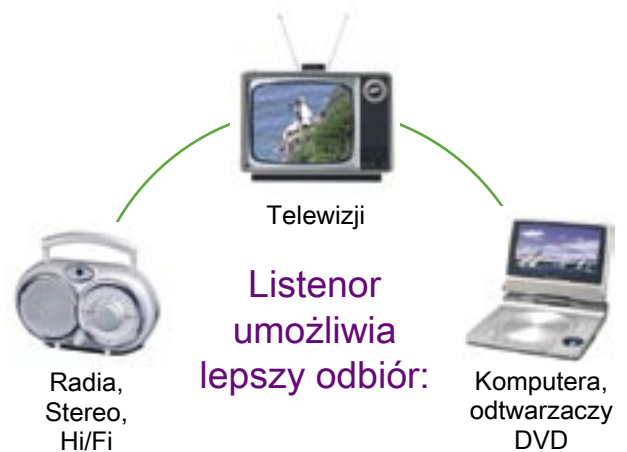 Telewizji
Listenor
umożliwia
lepszy odbiór:
Radia,
Stereo,
Hi/Fi
Komputera,
odtwarzaczy
DVD